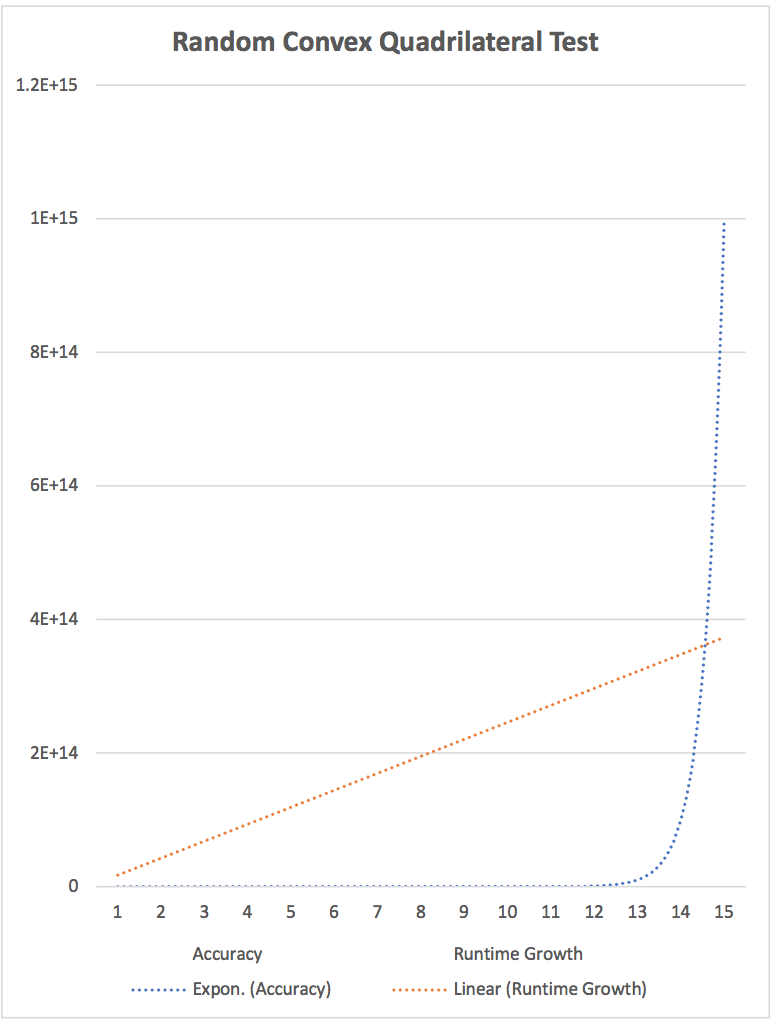 Random Convex Quadrilateral Test
1.2E+15
1E+15
8E+14
6E+14
4E+14
2E+14
0
1 2 3 4 5 6 7 8 9 10 11 12 13 14 15
Accuracy Runtime Growth
Expon. (Accuracy) Linear (Runtime Growth)